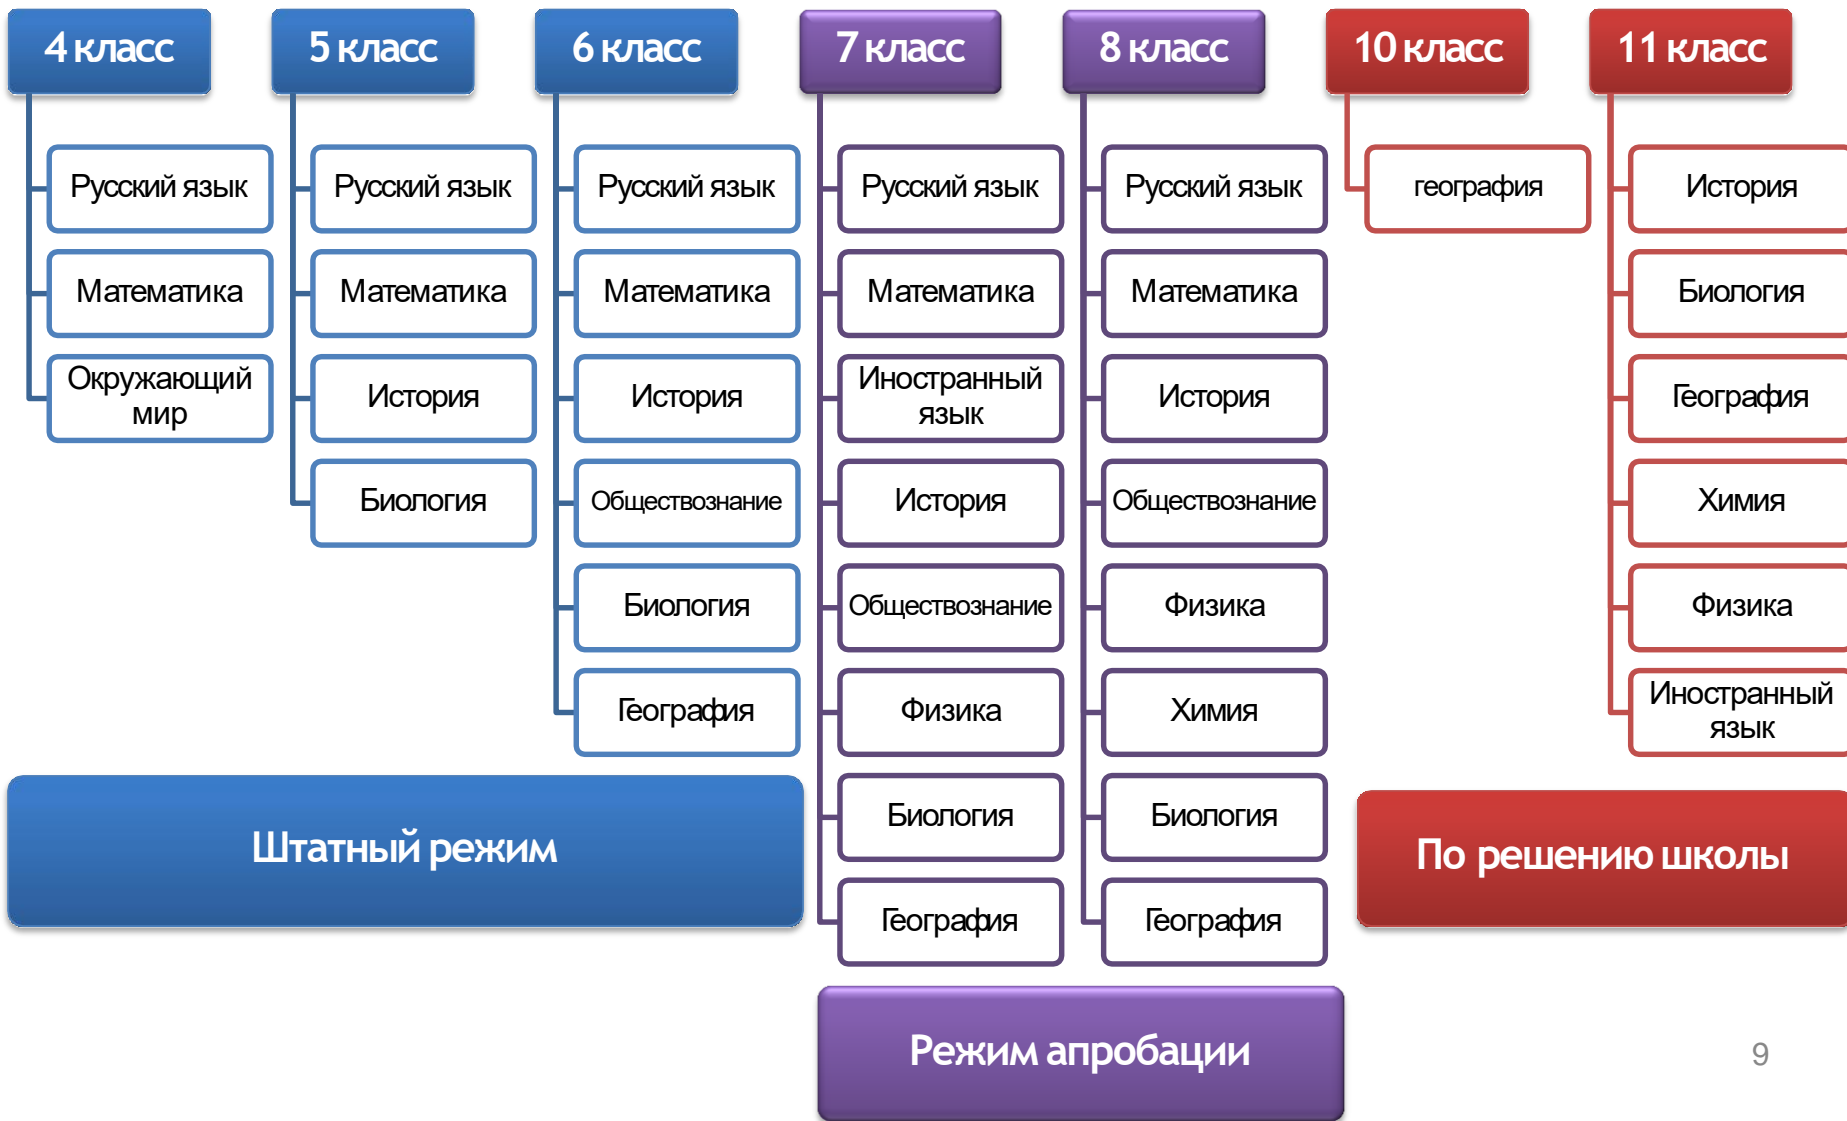 4 класс
Русский язык
Математика
Окружающий
мир
5 класс
Русский язык
Математика
История
Биология
6 класс
Русский язык
Математика
История
Обществознание
Биология
География
Штатный режим
7 класс
Русский язык
Математика
Иностранный
язык
История
Обществознание
Физика
Биология
География
8 класс
Русский язык
Математика
История
Обществознание
Физика
Химия
Биология
География
Режим апробации
10 класс
география
11 класс
История
Биология
География
Химия
Физика
Иностранный
язык
По решению школы
9